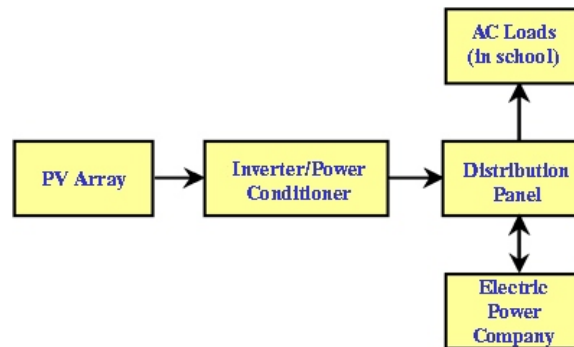 AC Loads
(in school)
PV Array
Inverter/Power
Conditioner
Distribution
Panel
Electric
Power
Company